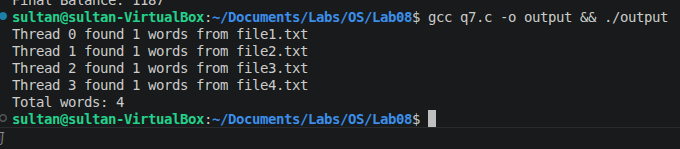 Final Balance: 1187
sultan@sultan-VirtualBox:~/Documents/Labs/OS/Lab08$ gcc q7.c -o output && ./output
Thread 0 found 1 words from file1.txt
Thread 1 found 1 words from file2.txt
Thread 2 found 1 words from file3.txt
Thread 3 found 1 words from file4.txt
Total words: 4
sultan@sultan-VirtualBox:~/Documents/Labs/OS/Lab08$